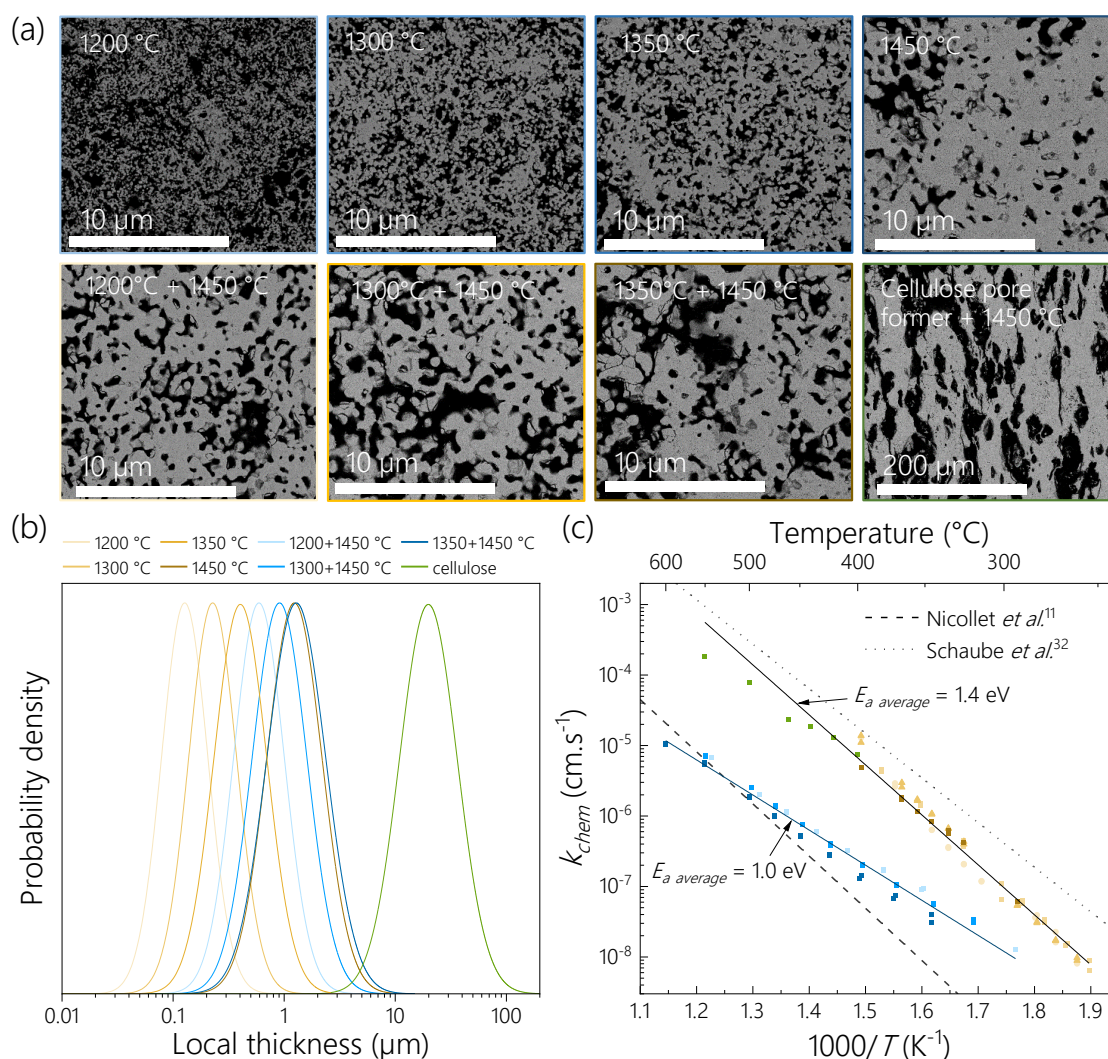 (a)
1200 °C
1300 °C
1350 °C
1450 °C
10 µm
10 µm
10 µm
10 µm
1200°C + 1450 °C
1300°C + 1450 °C
1350°C + 1450 °C
Cellulose pore
former + 1450°C
10 µm
10 µm
10 µm
200 µm
(b)
1200 °C
1350 °C
1200+1450 °C
1350+1450 °C
1300 °C
1450 °C
1300+1450 °C
cellulose
Probability density
0.01
0.1
1
10
100
Local thickness (µm)
(c)
Temperature (°C)
600
500
400
300
Nicollet et al.11
Schaube et al.32
Ea average = 1.4 eV
Ea average = 1.0 eV
kchem (cm.s-1)
10-3
10-4
10-5
10-6
10-7
10-8
1.1
1.2
1.3
1.4
1.5
1.6
1.7
1.8
1.9
1000/T (K-1)